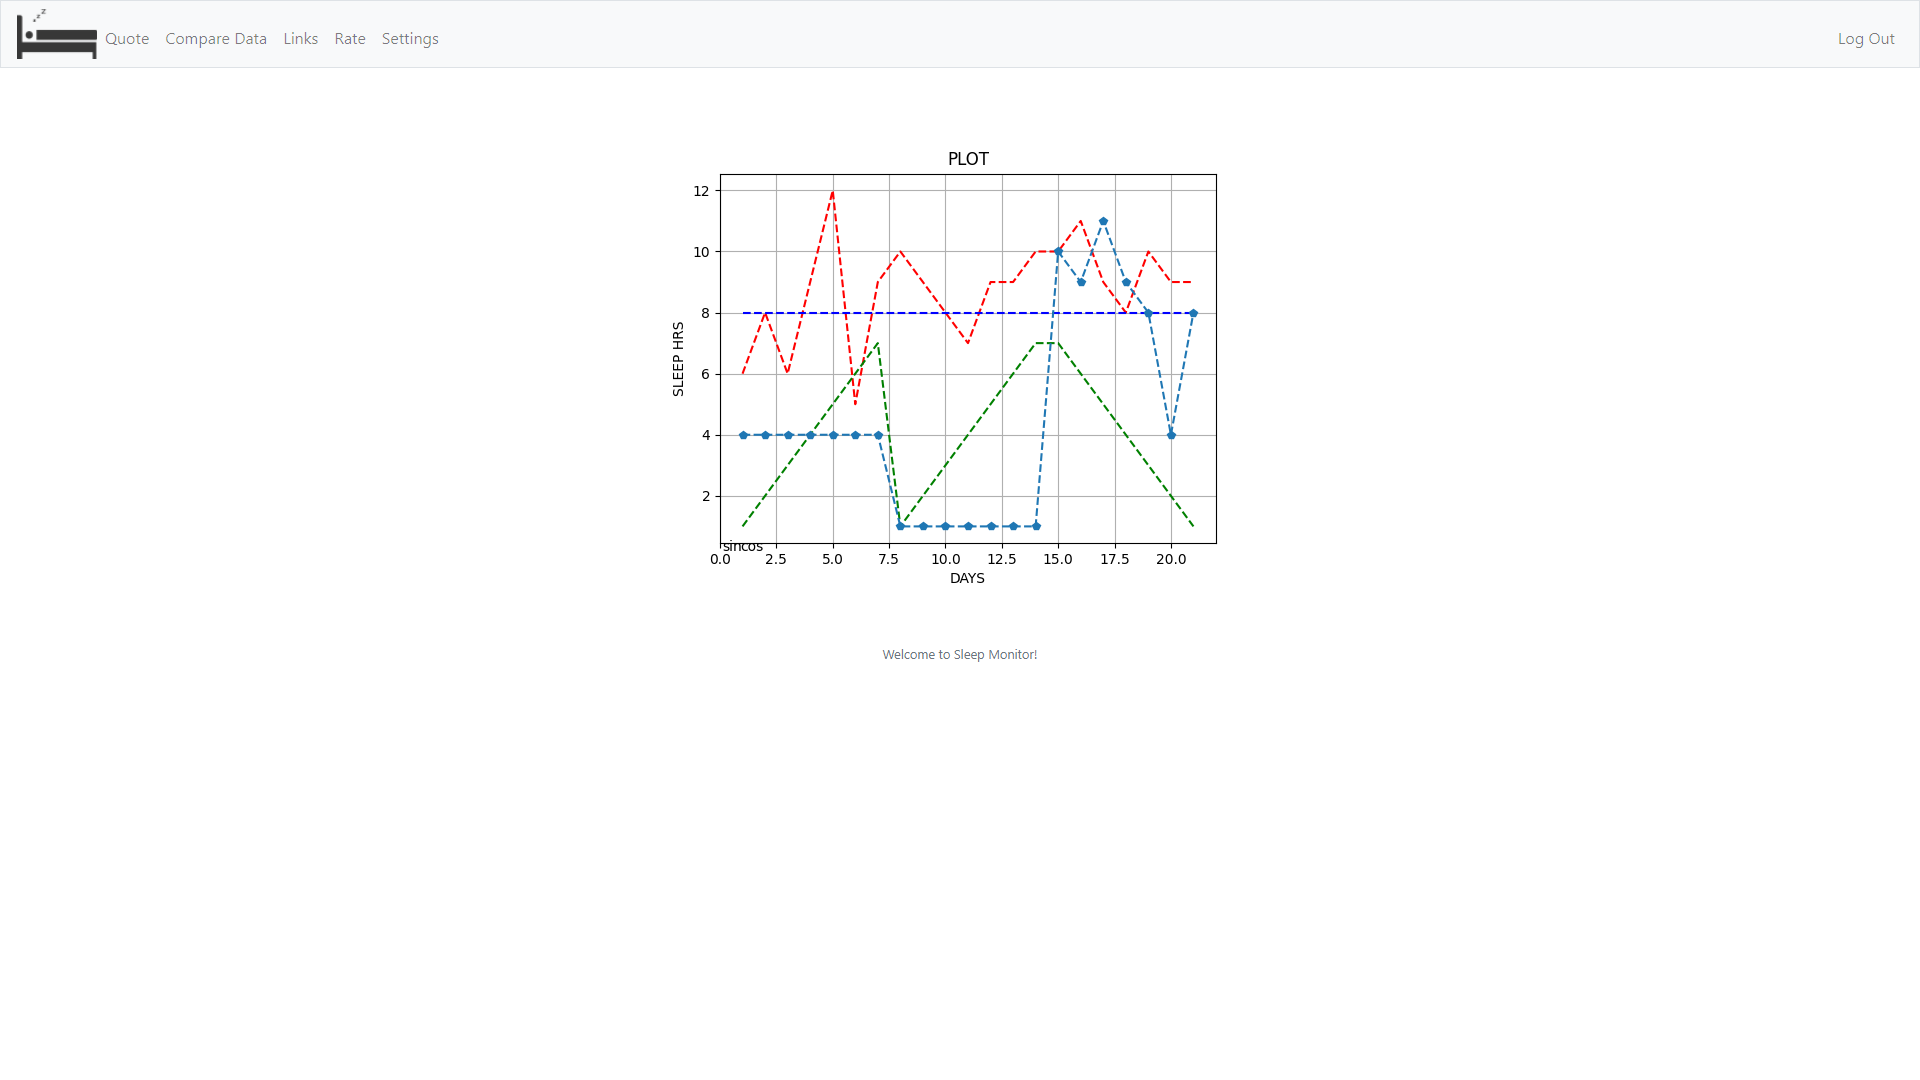 Quote Compare Data Links Rate Settings Log Out
PLOT
12
10
8
6
4
2
SLEEP HRS
sincos
0.0 2.5 5.0 7.5 10.0 12.5 15.0 17.5 20.0
DAYS
Welcome to Sleep Monitor!